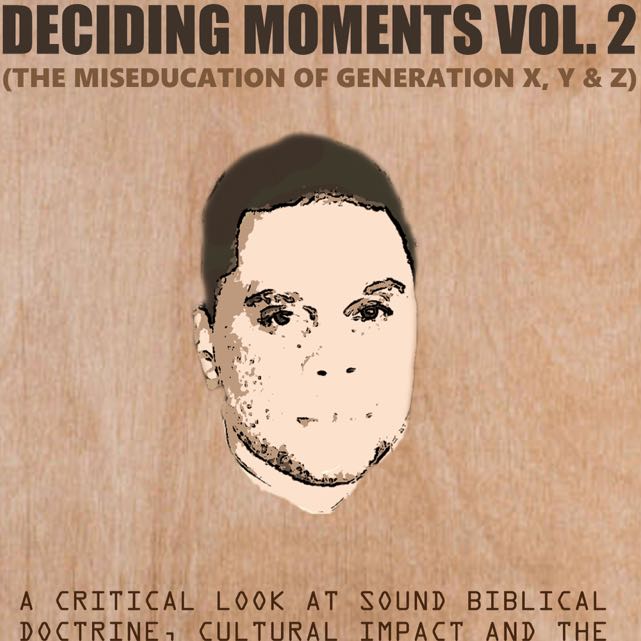 DECIDING MOMENTS VOL. 2
(THE MISEDUCATION OF GENERATION X, Y & Z)
A CRITICAL LOOK AT SOUND BIBLICAL
DOCTRINE, CULTURAL IMPACT AND THE